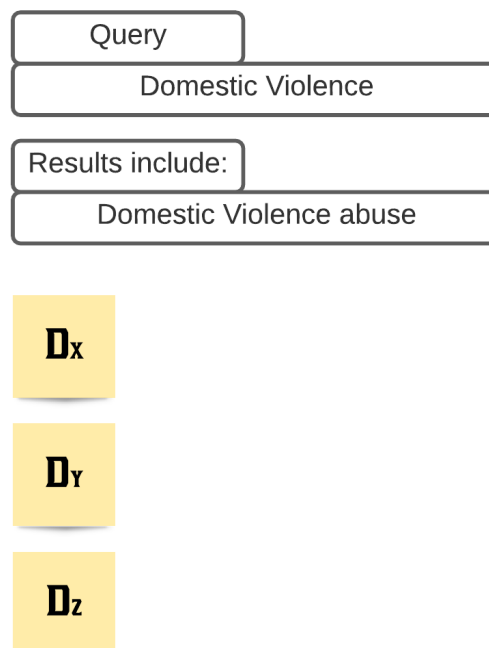 Query
Domestic Violence
Results include:
Domestic Violence abuse
Dx
Dy
Dz